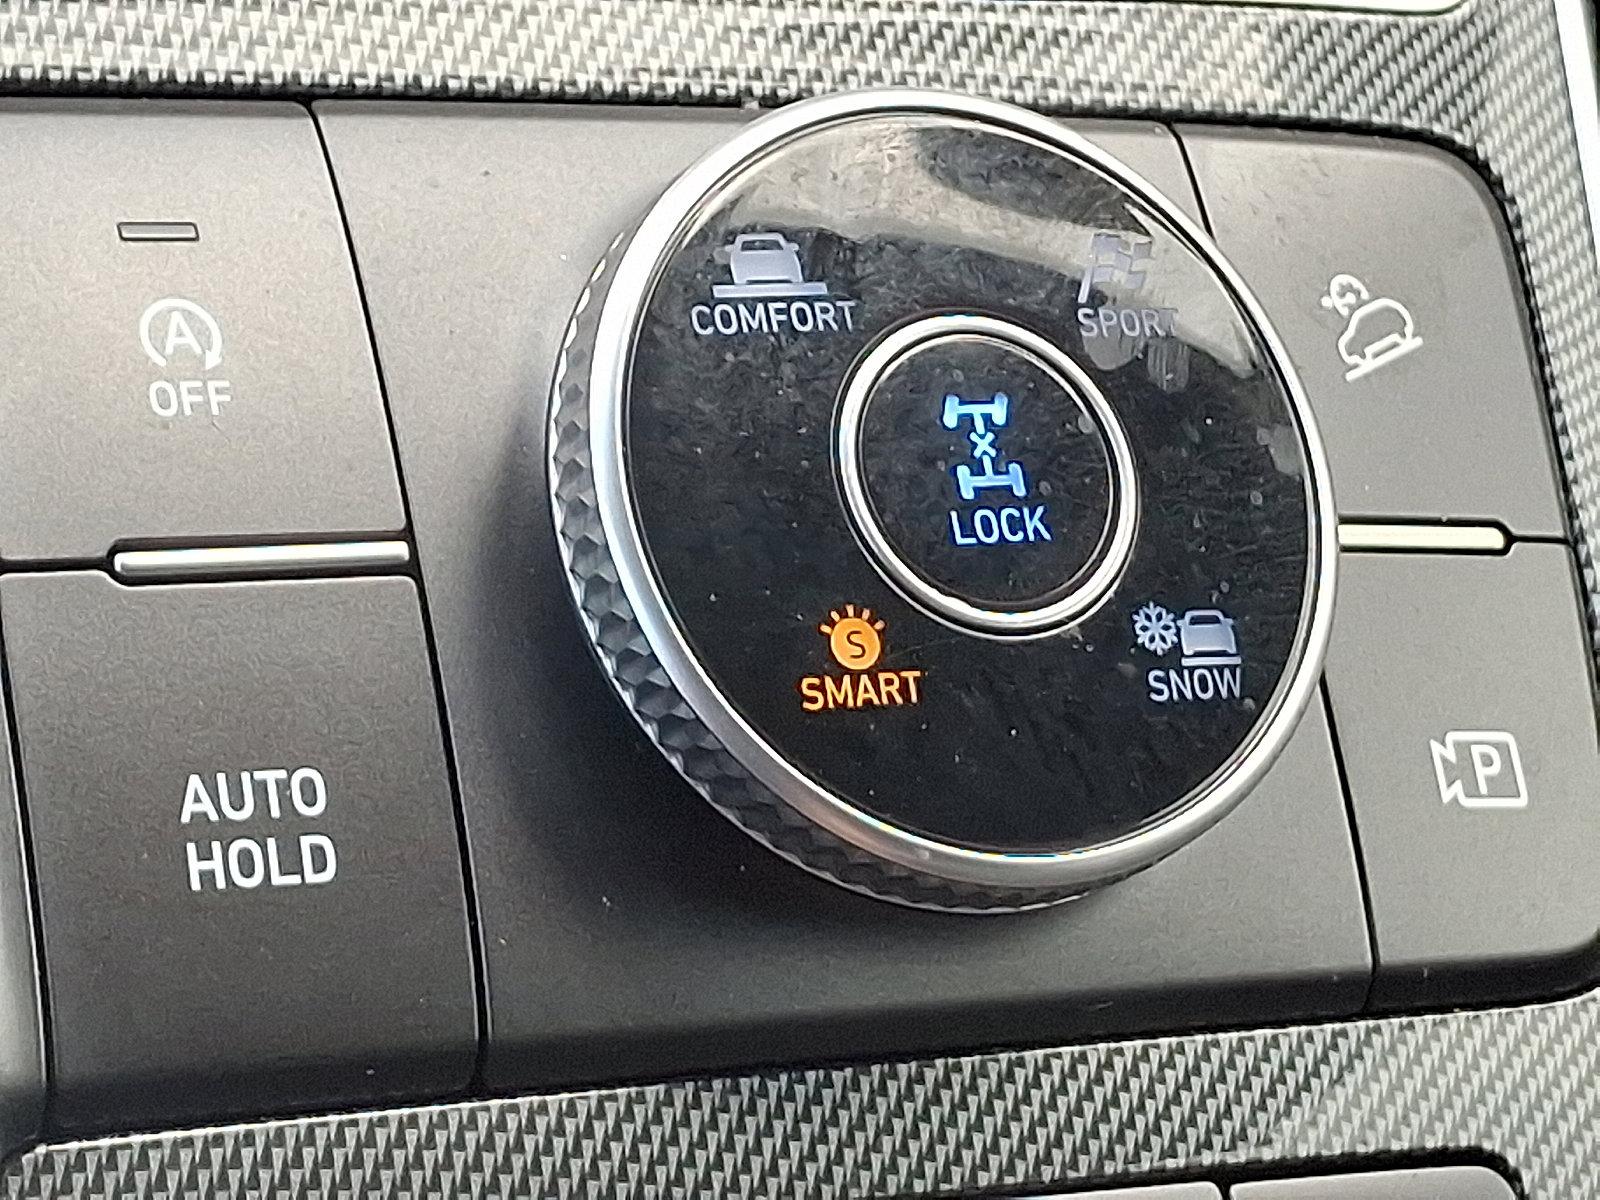 COMFORT
SPORT
A
OFF
LOCK
S
SMART
SNOW
AUTO
HOLD
P